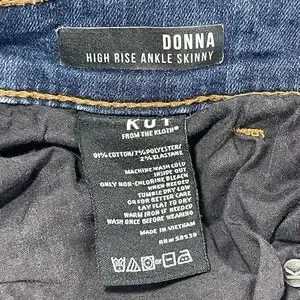 DONNA
HIGH RISE ANKLE SKINNY
KUT
FROM THE KLOTH®
91% COTTON/7% POLYESTER/
2% ELASTANE
MACHINE WASH COLD
INSIDE OUT
ONLY NON-CHLORINE BLEACH
WHEN NEEDED
TUMBLE DRY LOW
OR FOR BETTER CARE
LAY FLAT TO DRY
WARM IRON IF NEEDED
WASH ONCE BEFORE WEARING
MADE IN VIETNAM
RN# 58539